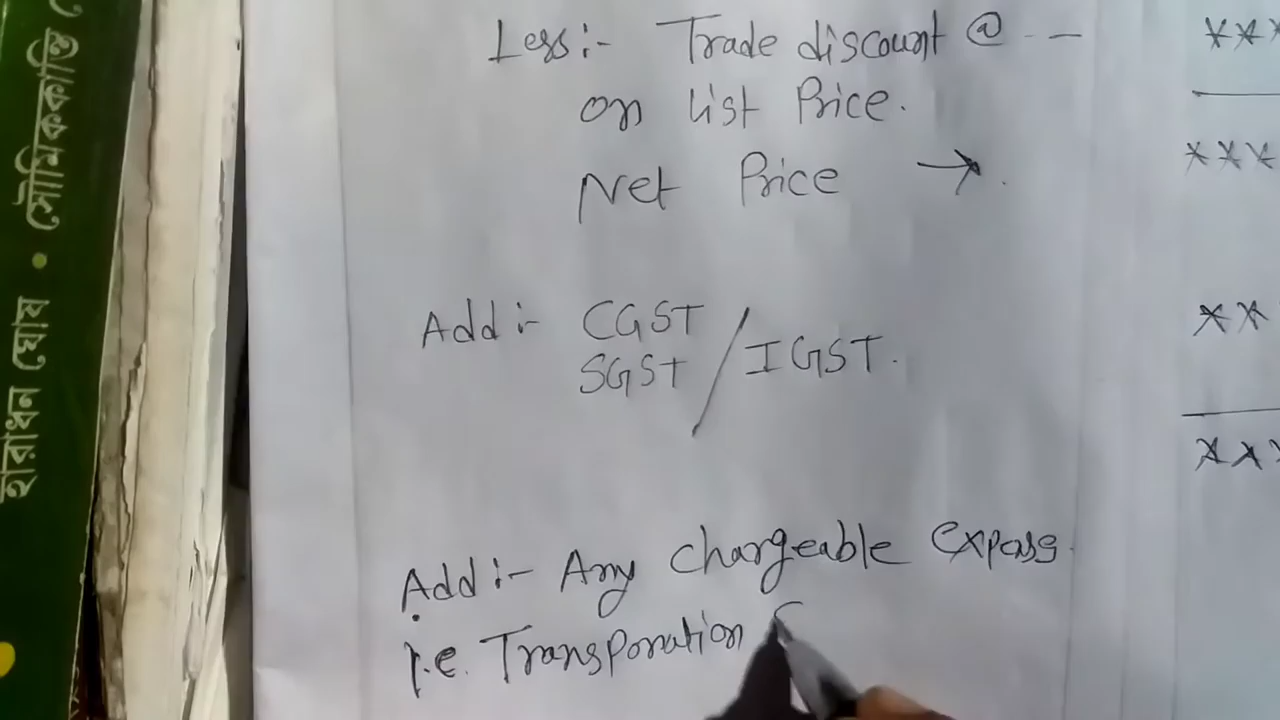 Less:- Trade discount @ - - ***
on List Price.
Net Price → . ***
Add:- CGST / IGST. **
SGST
***
Add:- Any Chargeable Expass
i.e. Transporation C
হারাধন ঘোষ • সৌমিককান্তি ঘে